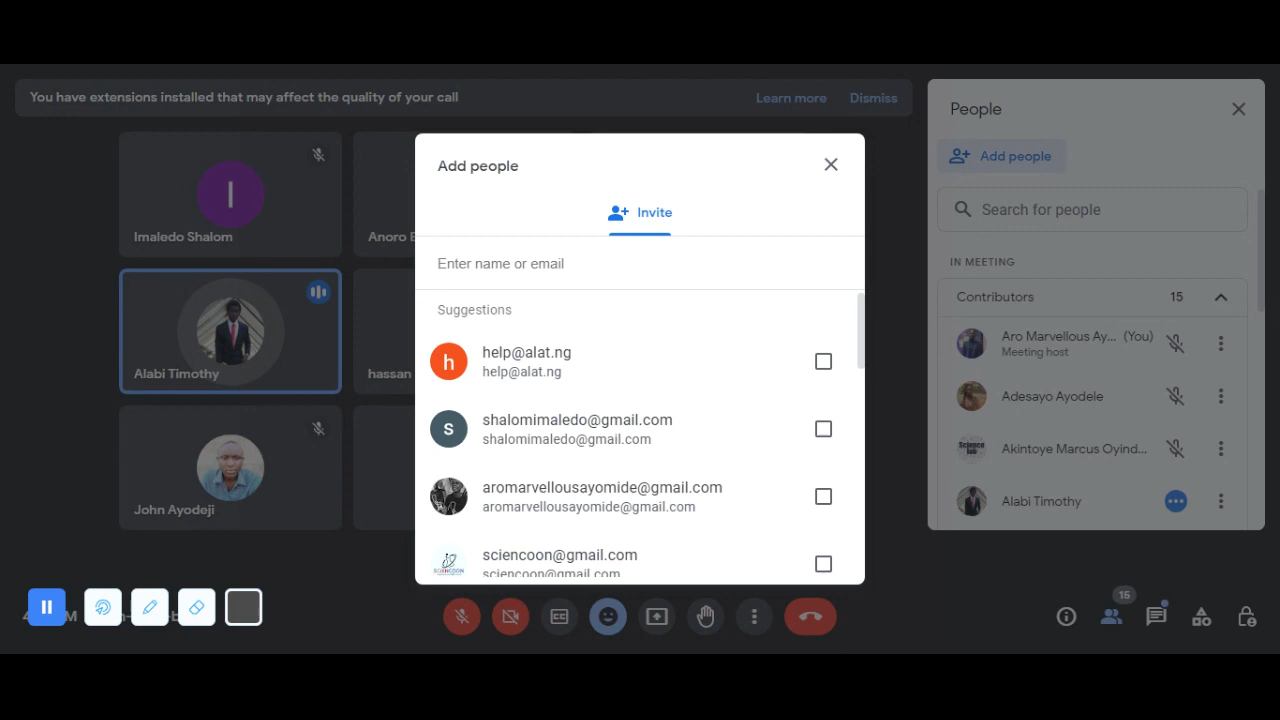 You have extensions installed that may affect the quality of your call
Learn more
Dismiss
I
Imaledo Shalom
Anoro
Alabi Timothy
hassan
John Ayodeji
Add people
Invite
Enter name or email
Suggestions
h
help@alat.ng
help@alat.ng
s
shalomimaledo@gmail.com
shalomimaledo@gmail.com
aromarvellousayomide@gmail.com
aromarvellousayomide@gmail.com
sciencoon@gmail.com
sciencoon@gmail.com
People
Add people
Search for people
IN MEETING
Contributors 15
Aro Marvellous Ay... (You)
Meeting host
Adesayo Ayodele
Akintoye Marcus Oyind...
Alabi Timothy
15